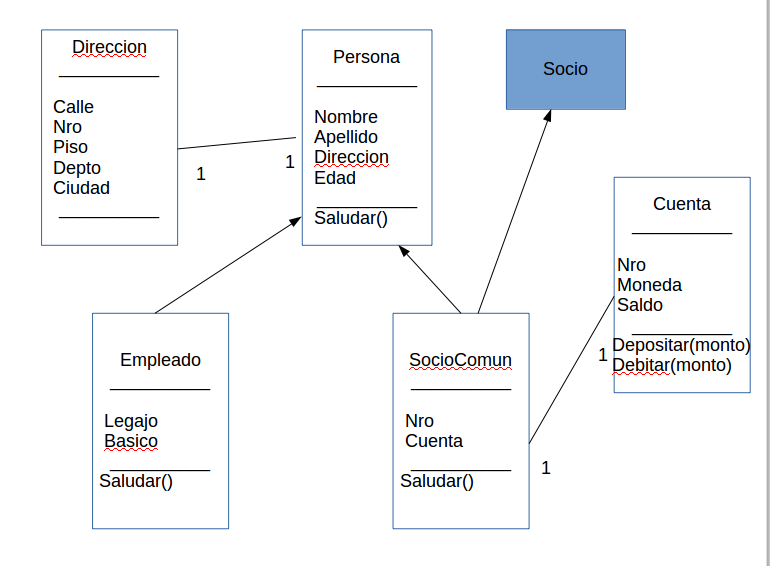 Direccion
Calle
Nro
Piso
Depto
Ciudad
1
1
Persona
Nombre
Apellido
Direccion
Edad
Saludar()
Socio
Cuenta
Nro
Moneda
Saldo
Depositar(monto)
Debitar(monto)
1
1
Empleado
Legajo
Basico
Saludar()
SocioComun
Nro
Cuenta
Saludar()